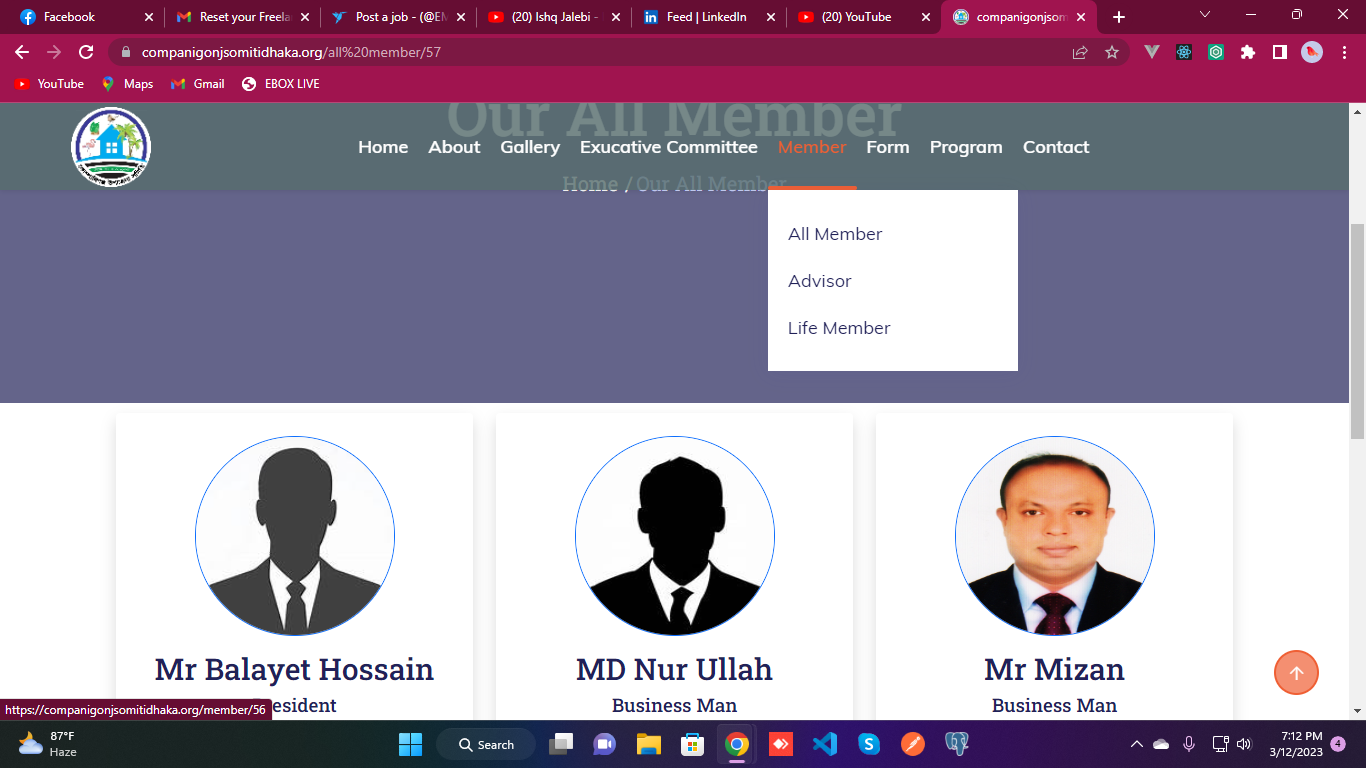 Facebook
Reset your Freela
Post a job - (@EM
(20) Ishq Jalebi -
Feed | LinkedIn
(20) YouTube
companigonjsom
companigonjsomitidhaka.org/all%20member/57
YouTube
Maps
Gmail
EBOX LIVE
Our All Member
Home
About
Gallery
Exucative Committee
Member
Form
Program
Contact
Home / Our All Member
All Member
Advisor
Life Member
Mr Balayet Hossain
MD Nur Ullah
Mr Mizan
esident
Business Man
Business Man
https://companigonjsomitidhaka.org/member/56
87°F
Haze
Search
7:12 PM
3/12/2023
4